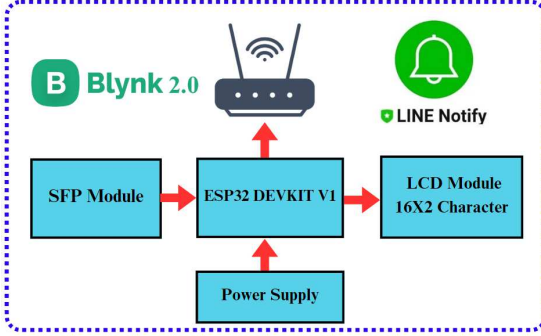 B Blynk 2.0
LINE Notify
SFP Module
ESP32 DEVKIT V1
LCD Module
16X2 Character
Power Supply